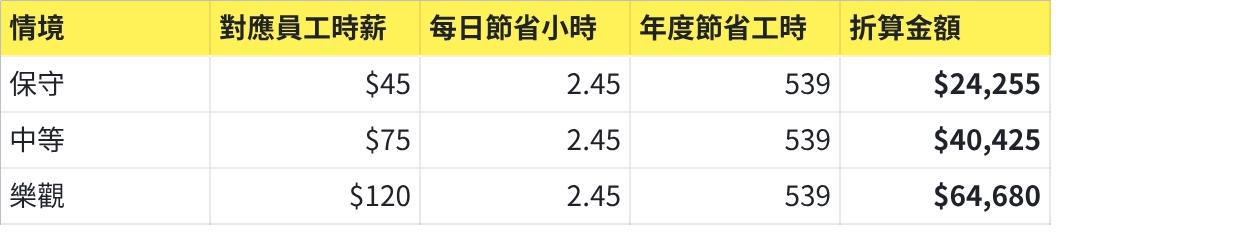 情境 對應員工時薪 每日節省小時 年度節省工時 折算金額
保守 $45 2.45 539 $24,255
中等 $75 2.45 539 $40,425
樂觀 $120 2.45 539 $64,680